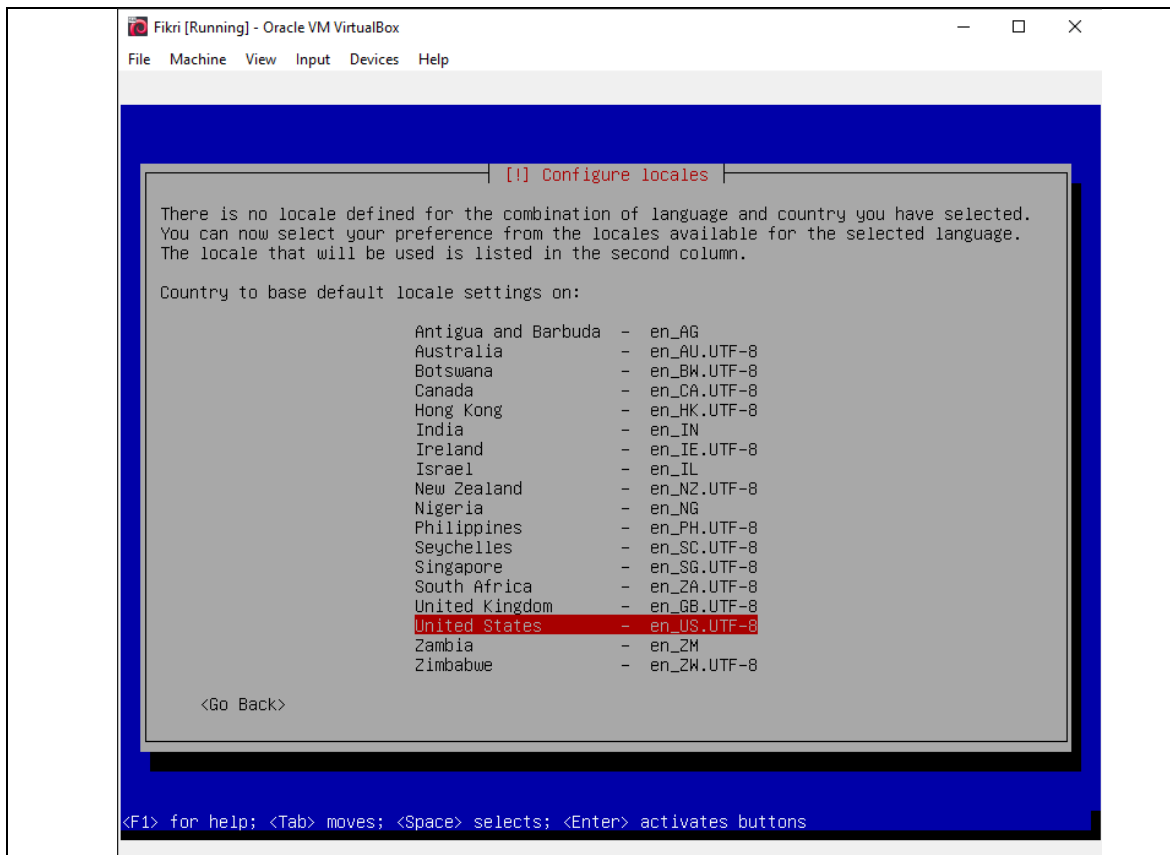 Fikri [Running] - Oracle VM VirtualBox
File Machine View Input Devices Help
[!] Configure locales
There is no locale defined for the combination of language and country you have selected.
You can now select your preference from the locales available for the selected language.
The locale that will be used is listed in the second column.
Country to base default locale settings on:
Antigua and Barbuda - en_AG
Australia - en_AU.UTF-8
Botswana - en_BW.UTF-8
Canada - en_CA.UTF-8
Hong Kong - en_HK.UTF-8
India - en_IN
Ireland - en_IE.UTF-8
Israel - en_IL
New Zealand - en_NZ.UTF-8
Nigeria - en_NG
Philippines - en_PH.UTF-8
Seychelles - en_SC.UTF-8
Singapore - en_SG.UTF-8
South Africa - en_ZA.UTF-8
United Kingdom - en_GB.UTF-8
United States - en_US.UTF-8
Zambia - en_ZM
Zimbabwe - en_ZW.UTF-8
<Go Back>
<F1> for help; <Tab> moves; <Space> selects; <Enter> activates buttons